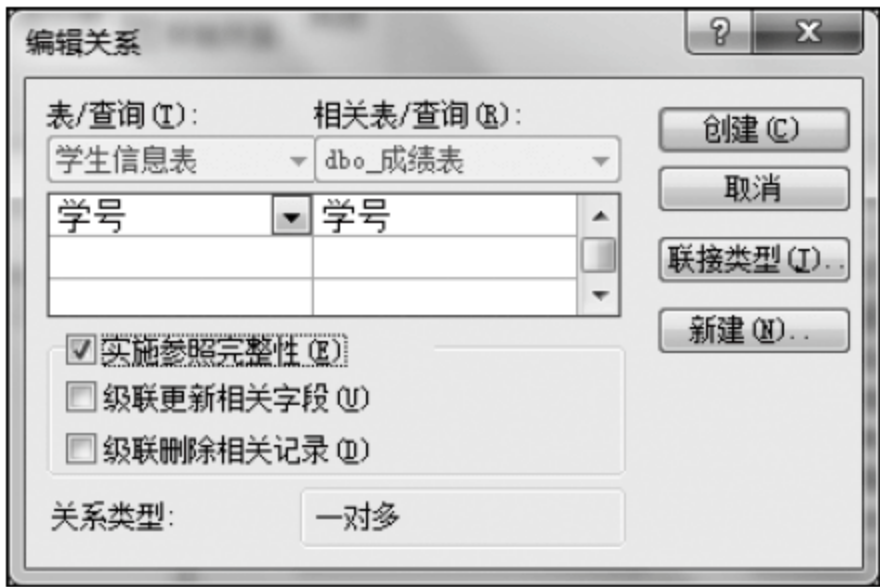 编辑关系
表/查询(T): 相关表/查询(R):
学生信息表 dbo_成绩表
学号 学号
实施参照完整性(E)
级联更新相关字段(U)
级联删除相关记录(D)
关系类型: 一对多
创建(C)
取消
联接类型(J)..
新建(N)..